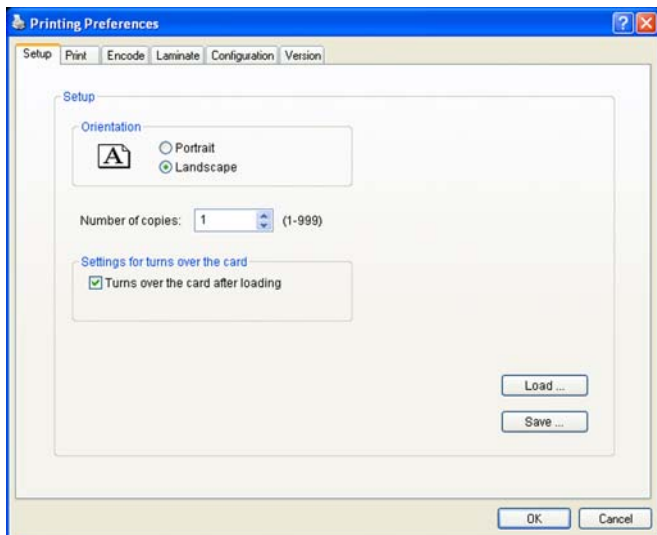 Printing Preferences
Setup Print Encode Laminate Configuration Version
Setup
Orientation
A
Portrait
Landscape
Number of copies: 1 (1-999)
Settings for turns over the card
Turns over the card after loading
Load ...
Save ...
OK Cancel